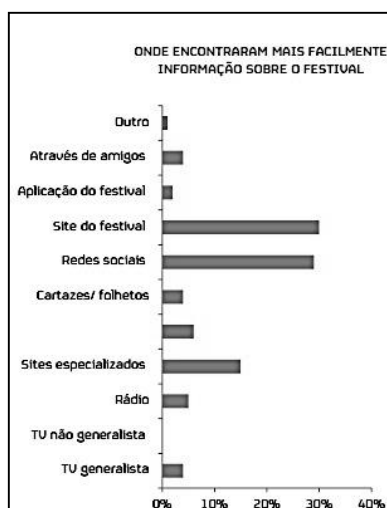 ONDE ENCONTRARAM MAIS FACILMENTE
INFORMAÇÃO SOBRE O FESTIVAL
Outro
Através de amigos
Aplicação do festival
Site do festival
Redes sociais
Cartazes/ folhetos
Sites especializados
Rádio
TV não generalista
TV generalista
0% 10% 20% 30% 40%